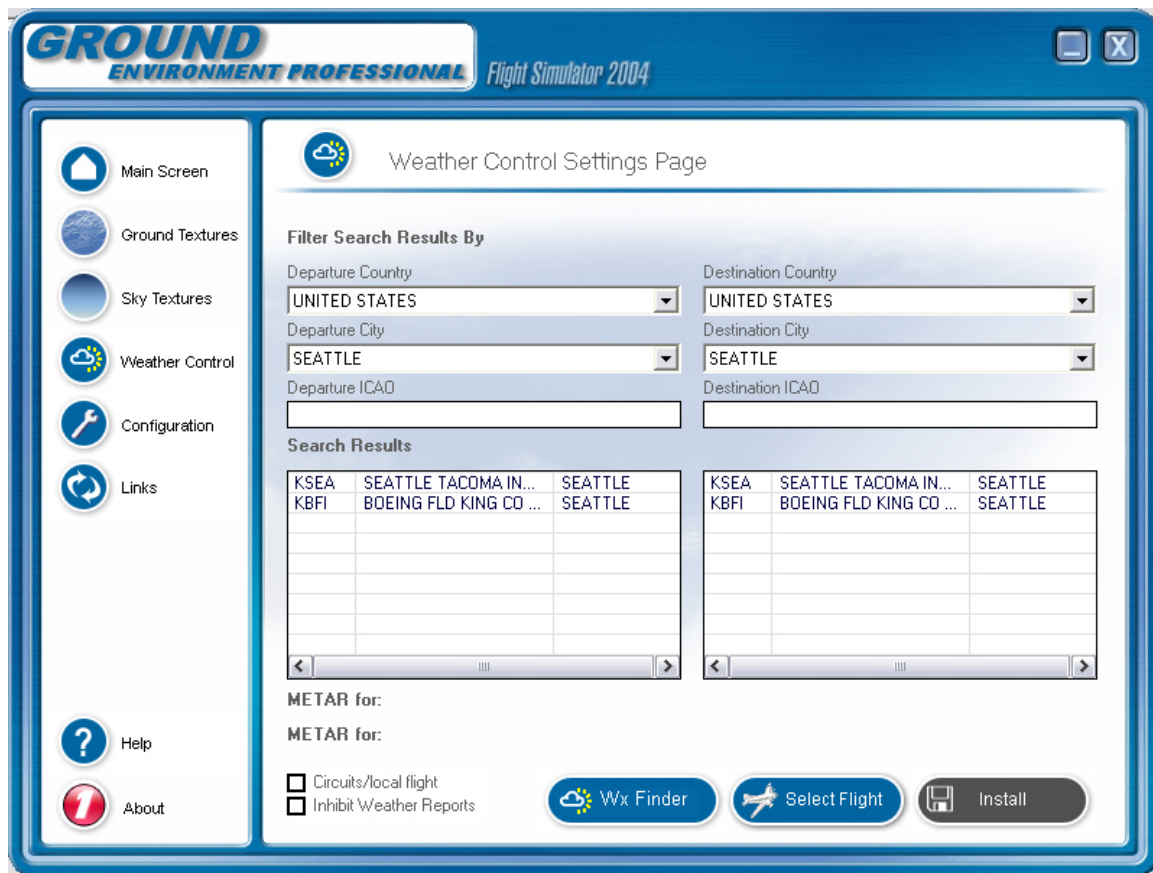 GROUND
ENVIRONMENT PROFESSIONAL
Flight Simulator 2004
X
Main Screen
Ground Textures
Sky Textures
Weather Control
Configuration
Links
? Help
1 About
Weather Control Settings Page
Filter Search Results By
Departure Country
UNITED STATES
Departure City
SEATTLE
Departure ICAO
Destination Country
UNITED STATES
Destination City
SEATTLE
Destination ICAO
Search Results
KSEA SEATTLE TACOMA IN... SEATTLE
KBFI BOEING FLD KING CO ... SEATTLE
KSEA SEATTLE TACOMA IN... SEATTLE
KBFI BOEING FLD KING CO ... SEATTLE
METAR for:
METAR for:
Circuits/local flight
Inhibit Weather Reports
Wx Finder
Select Flight
Install